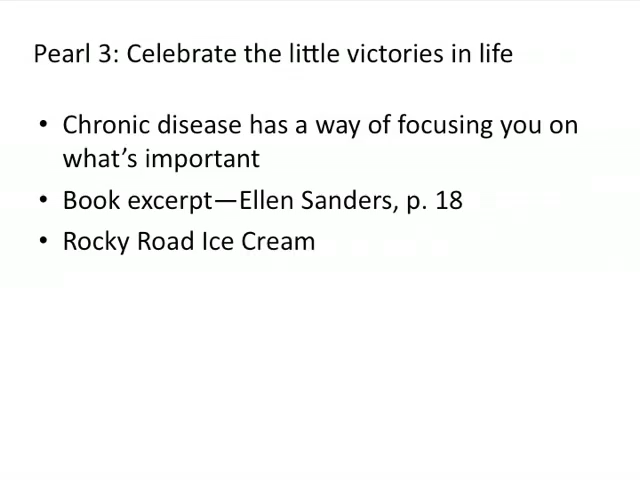 Pearl 3: Celebrate the little victories in life
• Chronic disease has a way of focusing you on
what’s important
• Book excerpt—Ellen Sanders, p. 18
• Rocky Road Ice Cream